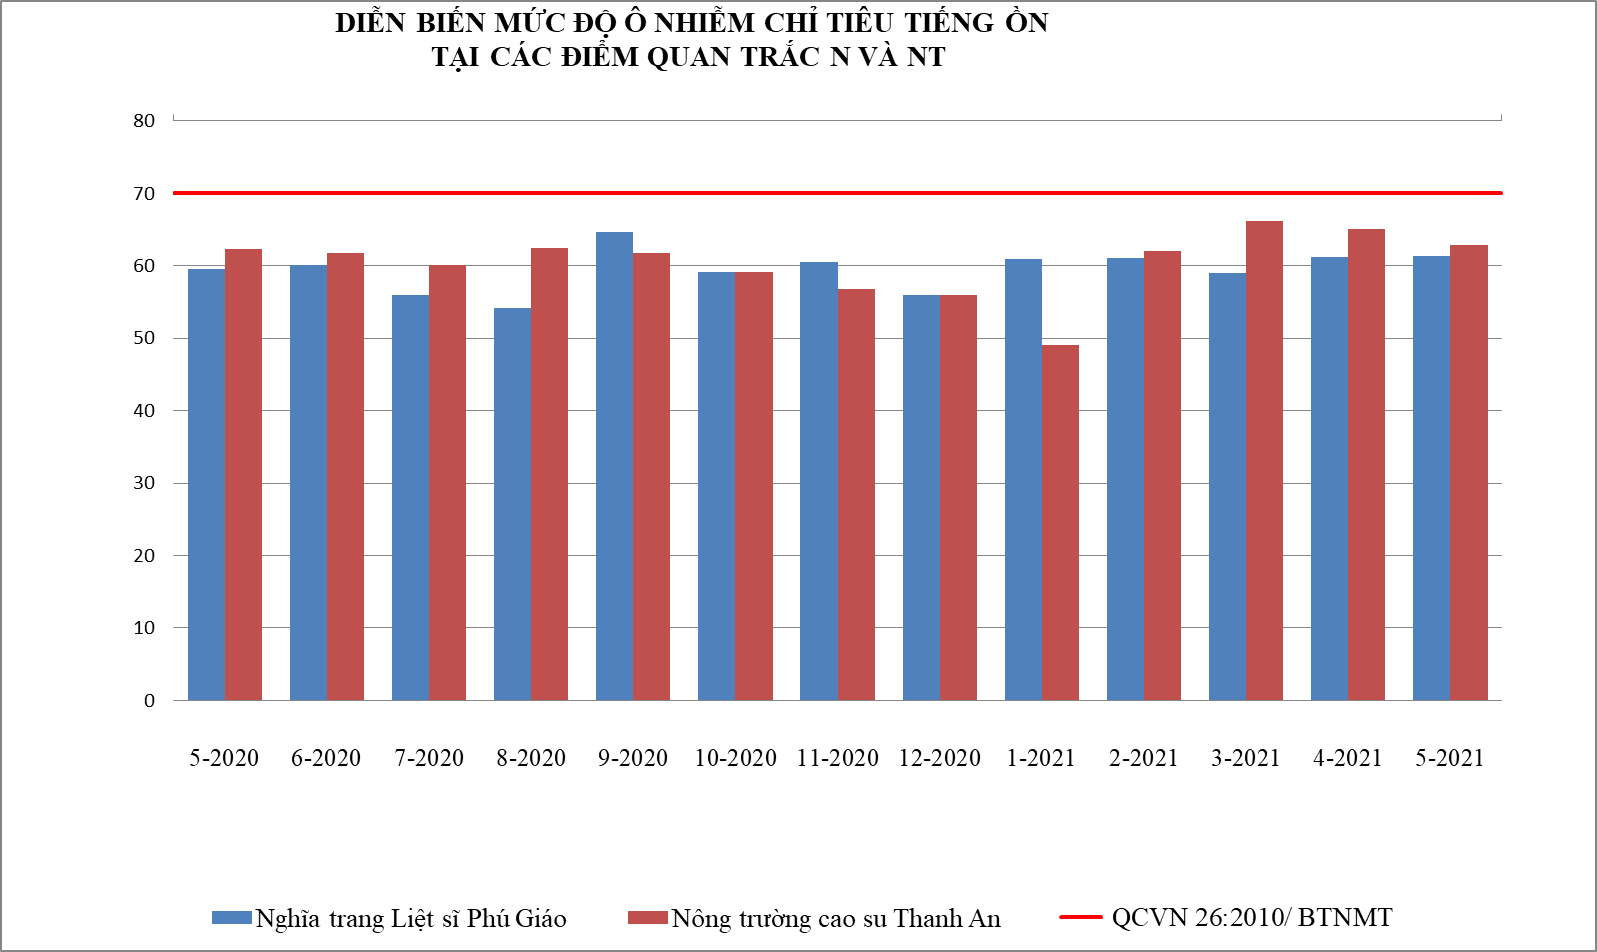 DIỄN BIẾN MỨC ĐỘ Ô NHIỄM CHỈ TIÊU TIẾNG ỒN
TẠI CÁC ĐIỂM QUAN TRẮC N VÀ NT
80
70
60
50
40
30
20
10
0
5-2020 6-2020 7-2020 8-2020 9-2020 10-2020 11-2020 12-2020 1-2021 2-2021 3-2021 4-2021 5-2021
Nghĩa trang Liệt sĩ Phú Giáo Nông trường cao su Thanh An QCVN 26:2010/ BTNMT